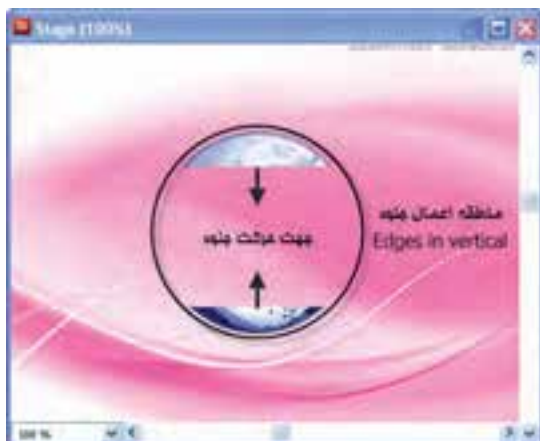 Stage (100%)
منطقه اعمال جلوه
Edges in vertical
جهت حرکت جلوه
100 %